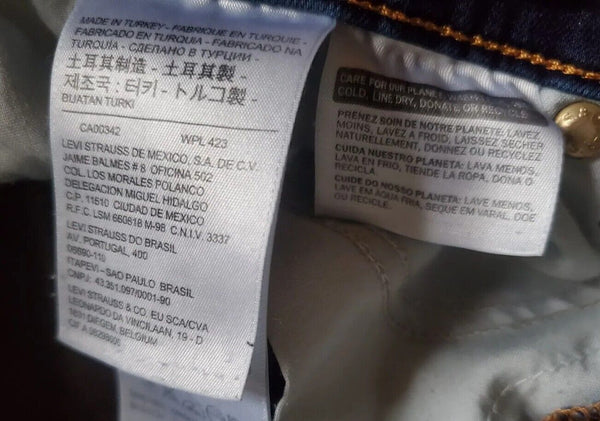 MADE IN TURKEY - FABRIQUE EN TURQUIE -
FABRICADO EN TURQUIA - FABRICADO NA
TURQUIA - СДЕЛАНО В ТУРЦИИ -
土耳其制造 - 土耳其製 -
제조국: 터키 - トルコ製 -
BUATAN TURKI
CA00342 WPL 423
LEVI STRAUSS DE MEXICO, S.A. DE C.V.
JAIME BALMES # 8 OFICINA 502
COL. LOS MORALES POLANCO
DELEGACION MIGUEL HIDALGO
C.P. 11510 CIUDAD DE MEXICO
R.F.C. LSM 660818 M-98 C.N.I.V. 3337
LEVI STRAUSS DO BRASIL
AV. PORTUGAL, 400
06690-110
ITAPEVI - SAO PAULO BRASIL
CNPJ: 43.351.097/0001-90
LEVI STRAUSS & CO. EU SCA/CVA
LEONARDO DA VINCILAAN, 19 - D
1831 DIEGEM, BELGIUM
CARE FOR OUR PLANET: WASH
COLD, LINE DRY, DONATE OR RECYCLE
PRENEZ SOIN DE NOTRE PLANETE: LAVEZ
MOINS, LAVEZ A FROID, LAISSEZ SECHER
NATURELLEMENT, DONNEZ OU RECYCLEZ
CUIDA NUESTRO PLANETA: LAVA MENOS,
LAVA EN FRIO, TIENDE LA ROPA, DONA O
RECICLA
CUIDE DO NOSSO PLANETA: LAVE MENOS,
LAVE EM AGUA FRIA, SEQUE EM VARAL, DOE
OU RECICLE.